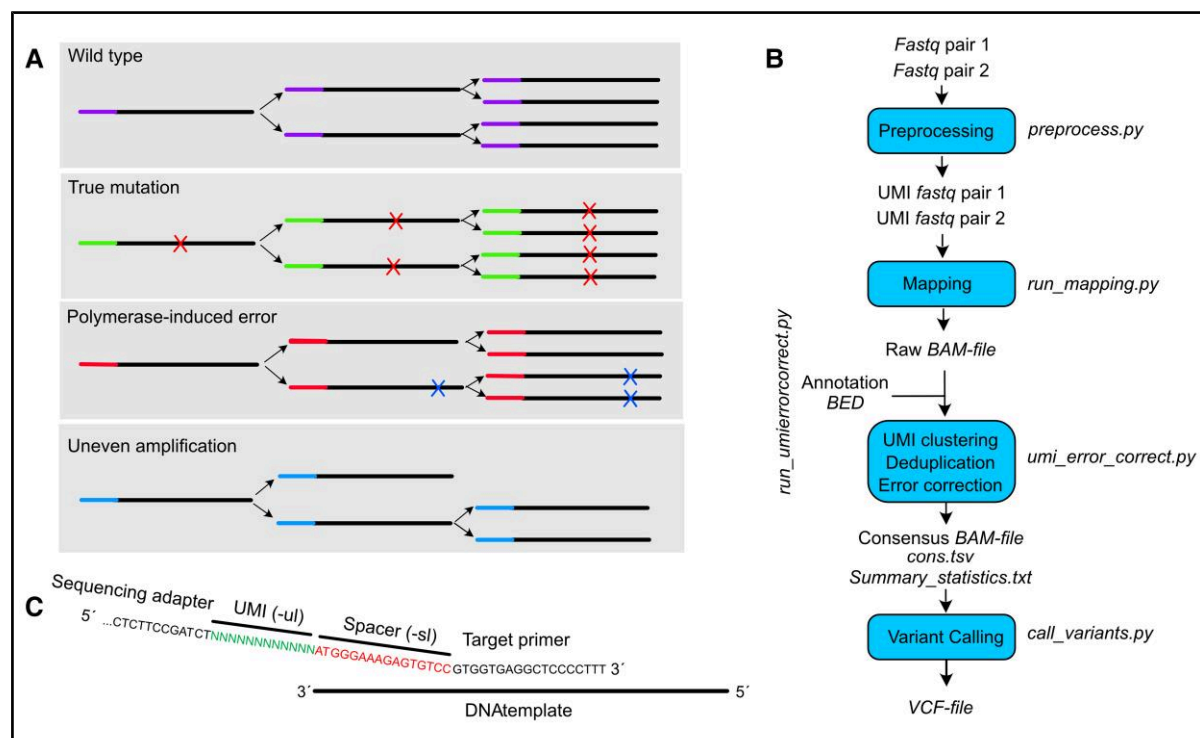 A
Wild type
True mutation
Polymerase-induced error
Uneven amplification
B
Fastq pair 1
Fastq pair 2
Preprocessing
preprocess.py
UMI fastq pair 1
UMI fastq pair 2
Mapping
run_mapping.py
Raw BAM-file
Annotation
BED
run_umierrorcorrect.py
UMI clustering
Deduplication
Error correction
umi_error_correct.py
Consensus BAM-file
cons.tsv
Summary_statistics.txt
Variant Calling
call_variants.py
VCF-file
C
Sequencing adapter
UMI (-ul)
Spacer (-sl)
Target primer
5´ ...CTCTTCCGATCTNNNNNNNNNNNNATGGGAAAGAGTGTCCGTGGTGAGGCTCCCCTTT 3´
3´ 5´
DNAtemplate